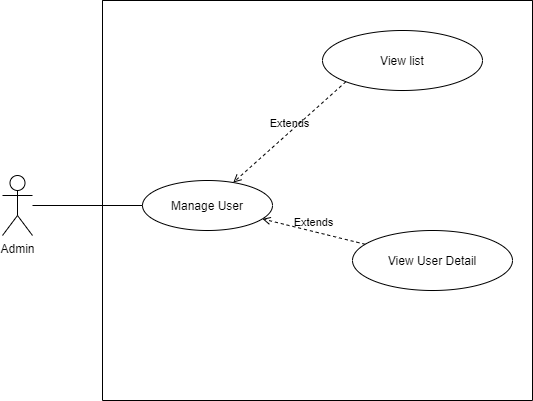 View list
Extends
Manage User
Extends
Admin
View User Detail